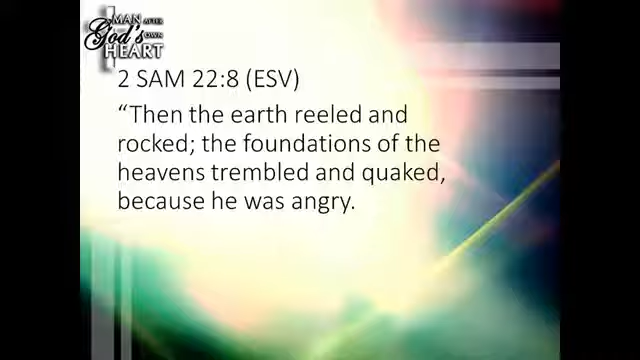 MAN AFTER
God's OWN
HEART
2 SAM 22:8 (ESV)
“Then the earth reeled and
rocked; the foundations of the
heavens trembled and quaked,
because he was angry.